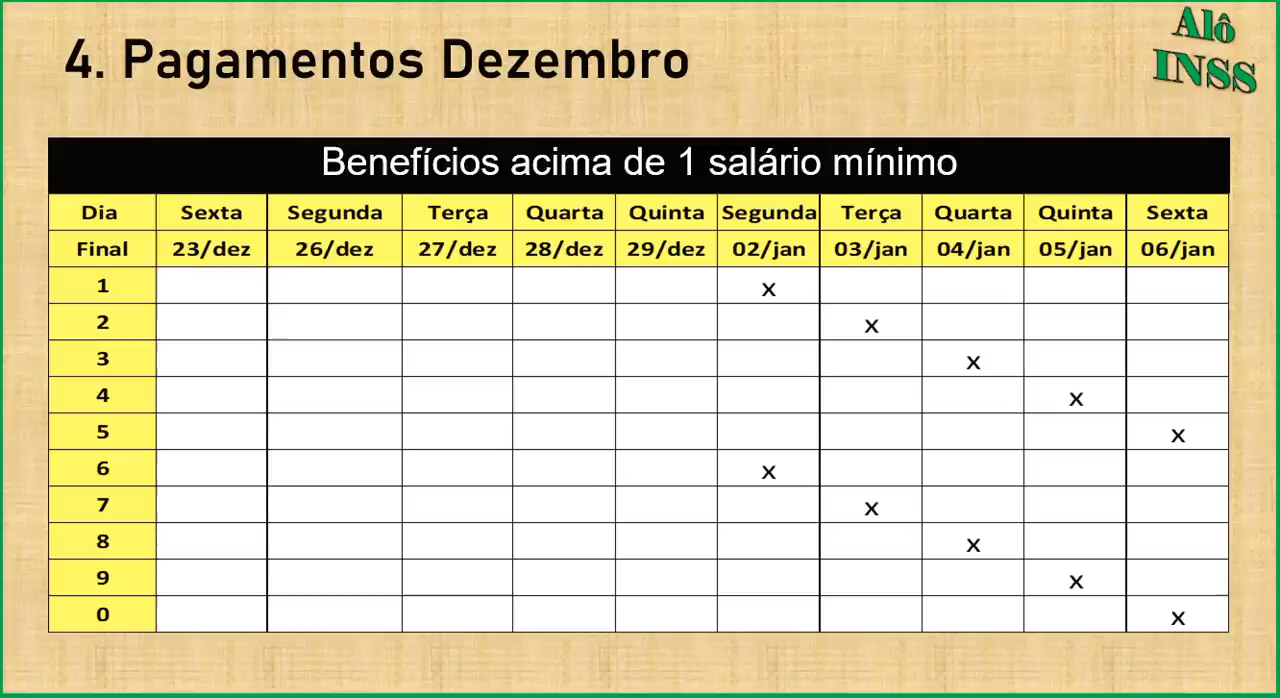 4. Pagamentos Dezembro
Alô
INSS
Benefícios acima de 1 salário mínimo
Dia Sexta Segunda Terça Quarta Quinta Segunda Terça Quarta Quinta Sexta
Final 23/dez 26/dez 27/dez 28/dez 29/dez 02/jan 03/jan 04/jan 05/jan 06/jan
1 x
2 x
3 x
4 x
5 x
6 x
7 x
8 x
9 x
0 x